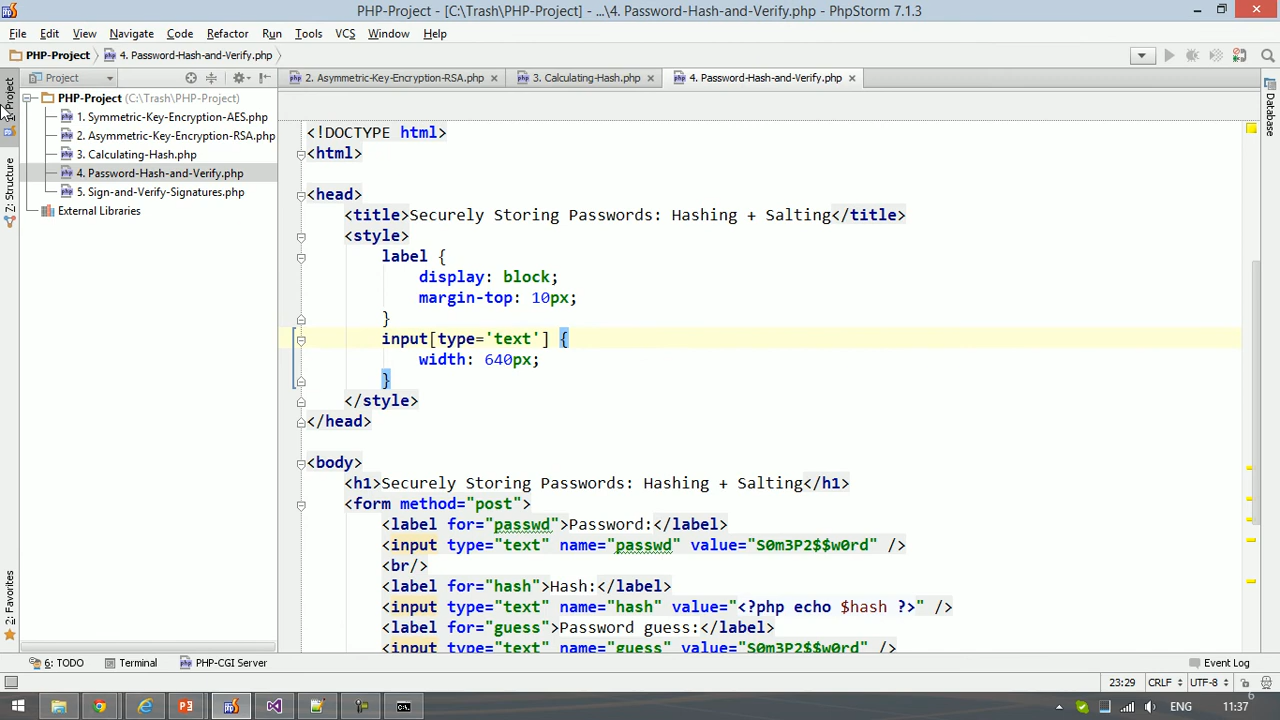 PHP-Project - [C:\Trash\PHP-Project] - ...\4. Password-Hash-and-Verify.php - PhpStorm 7.1.3
File Edit View Navigate Code Refactor Run Tools VCS Window Help
PHP-Project 4. Password-Hash-and-Verify.php
Project
2. Asymmetric-Key-Encryption-RSA.php 3. Calculating-Hash.php 4. Password-Hash-and-Verify.php
PHP-Project (C:\Trash\PHP-Project)
1. Symmetric-Key-Encryption-AES.php
2. Asymmetric-Key-Encryption-RSA.php
3. Calculating-Hash.php
4. Password-Hash-and-Verify.php
5. Sign-and-Verify-Signatures.php
External Libraries
1: Project
Z: Structure
2: Favorites
<!DOCTYPE html>
<html>
<head>
<title>Securely Storing Passwords: Hashing + Salting</title>
<style>
label {
display: block;
margin-top: 10px;
}
input[type='text'] {
width: 640px;
}
</style>
</head>
<body>
<h1>Securely Storing Passwords: Hashing + Salting</h1>
<form method="post">
<label for="passwd">Password:</label>
<input type="text" name="passwd" value="S0m3P2$$w0rd" />
<br/>
<label for="hash">Hash:</label>
<input type="text" name="hash" value="<?php echo $hash ?>" />
<label for="guess">Password guess:</label>
<input type="text" name="guess" value="S0m3P2$$w0rd" />
Database
6: TODO Terminal PHP-CGI Server Event Log
23:29 CRLF UTF-8
ENG 11:37
6